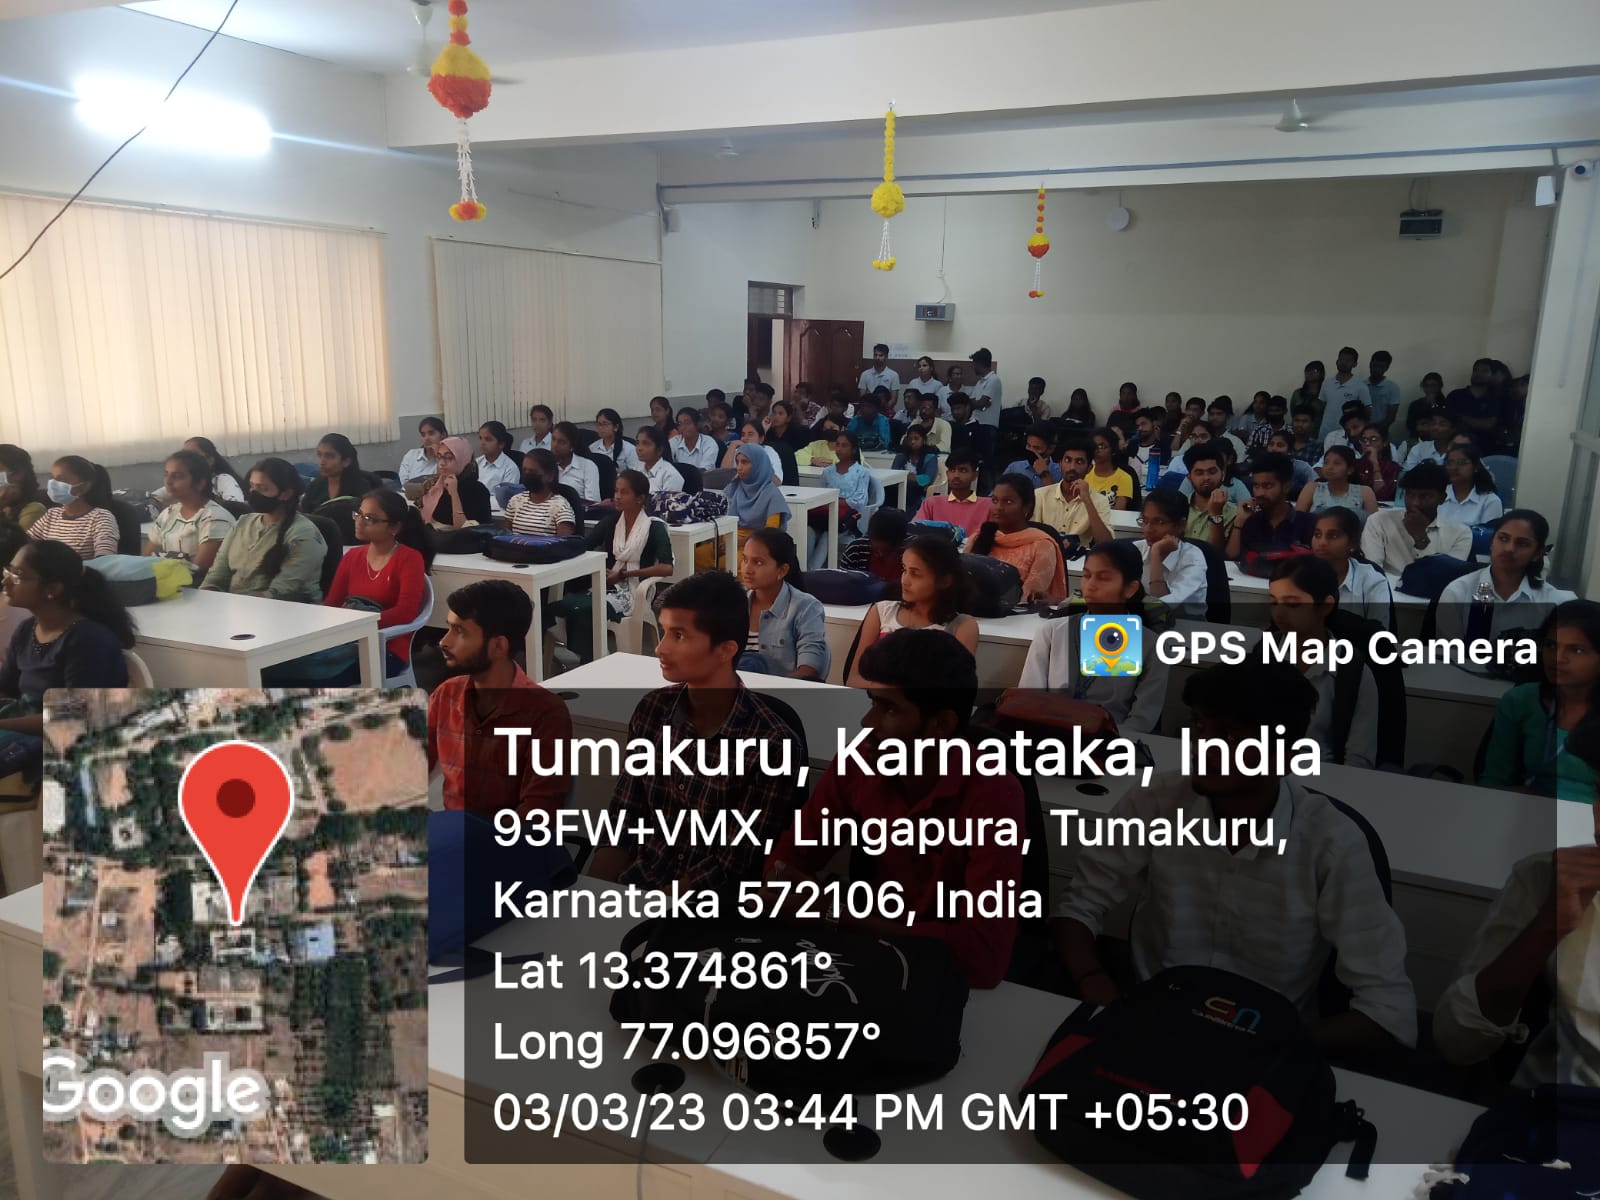 GPS Map Camera
Tumakuru, Karnataka, India
93FW+VMX, Lingapura, Tumakuru,
Karnataka 572106, India
Lat 13.374861°
Long 77.096857°
03/03/23 03:44 PM GMT +05:30
Google